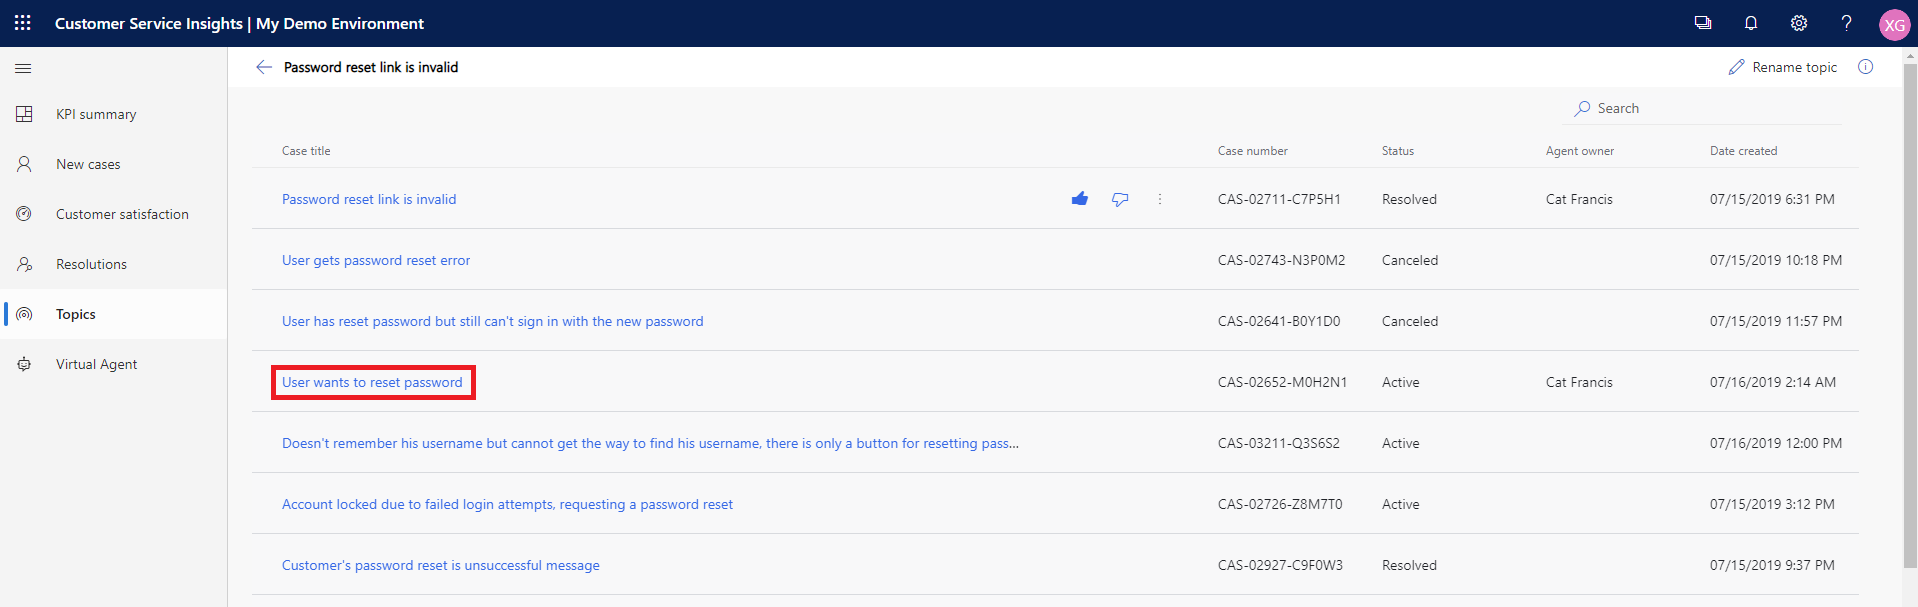 Customer Service Insights | My Demo Environment
XG
Password reset link is invalid
Rename topic
KPI summary
New cases
Customer satisfaction
Resolutions
Topics
Virtual Agent
Search
Case title Case number Status Agent owner Date created
Password reset link is invalid CAS-02711-C7P5H1 Resolved Cat Francis 07/15/2019 6:31 PM
User gets password reset error CAS-02743-N3P0M2 Canceled 07/15/2019 10:18 PM
User has reset password but still can't sign in with the new password CAS-02641-B0Y1D0 Canceled 07/15/2019 11:57 PM
User wants to reset password CAS-02652-M0H2N1 Active Cat Francis 07/16/2019 2:14 AM
Doesn't remember his username but cannot get the way to find his username, there is only a button for resetting pass... CAS-03211-Q3S6S2 Active 07/16/2019 12:00 PM
Account locked due to failed login attempts, requesting a password reset CAS-02726-Z8M7T0 Active 07/15/2019 3:12 PM
Customer's password reset is unsuccessful message CAS-02927-C9F0W3 Resolved 07/15/2019 9:37 PM